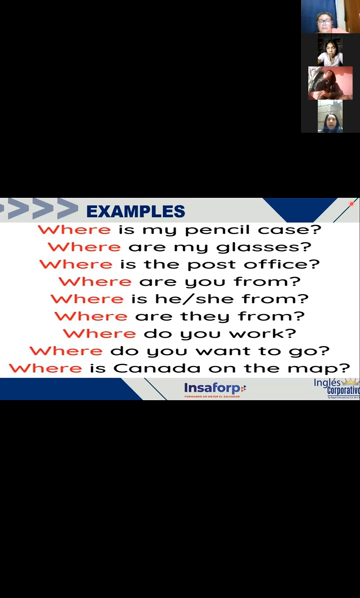 EXAMPLES
Where is my pencil case?
Where are my glasses?
Where is the post office?
Where are you from?
Where is he/she from?
Where are they from?
Where do you work?
Where do you want to go?
Where is Canada on the map?
Insaforp
Inglés
corporativo